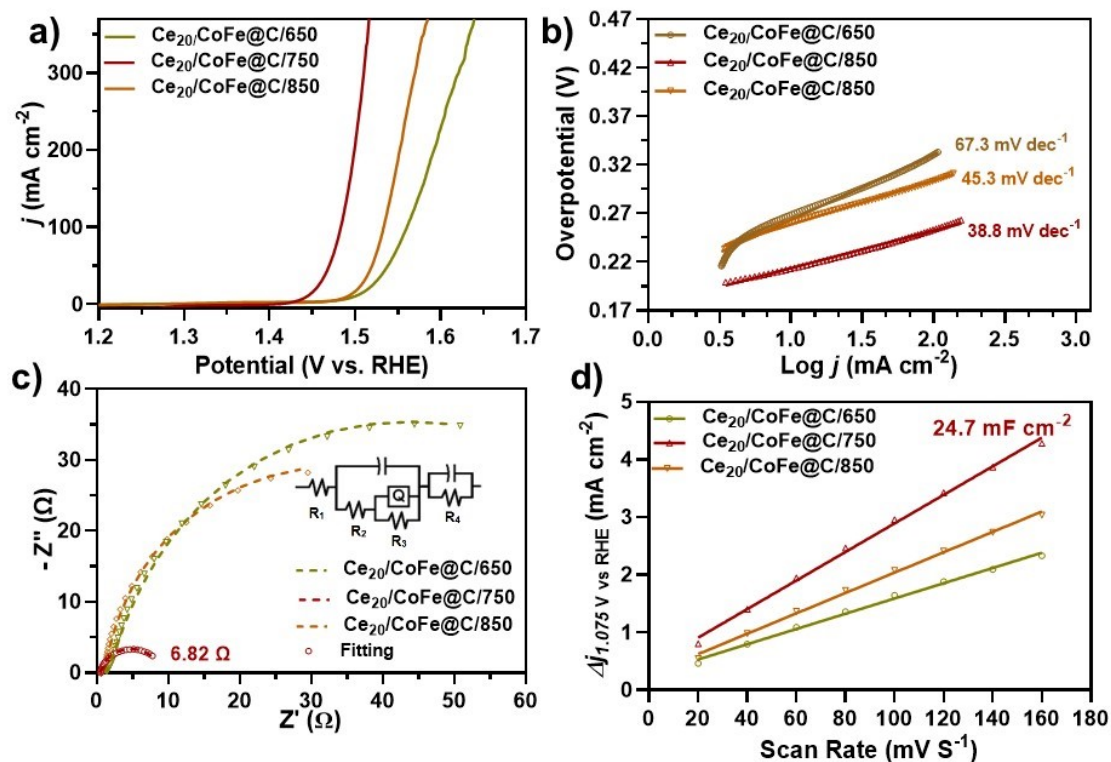 a)
Ce₂₀/CoFe@C/650
Ce₂₀/CoFe@C/750
Ce₂₀/CoFe@C/850
j (mA cm⁻²)
300
200
100
0
1.2 1.3 1.4 1.5 1.6 1.7
Potential (V vs. RHE)
b)
Ce₂₀/CoFe@C/650
Ce₂₀/CoFe@C/850
Ce₂₀/CoFe@C/850
67.3 mV dec⁻¹
45.3 mV dec⁻¹
38.8 mV dec⁻¹
Overpotential (V)
0.47
0.42
0.37
0.32
0.27
0.22
0.17
0.0 0.5 1.0 1.5 2.0 2.5 3.0
Log j (mA cm⁻²)
c)
- Z'' (Ω)
40
30
20
10
0
R₁
R₂
Q
R₃
R₄
Ce₂₀/CoFe@C/650
Ce₂₀/CoFe@C/750
Ce₂₀/CoFe@C/850
Fitting
6.82 Ω
0 10 20 30 40 50 60
Z' (Ω)
d)
Ce₂₀/CoFe@C/650
Ce₂₀/CoFe@C/750
Ce₂₀/CoFe@C/850
24.7 mF cm⁻²
Δj₁.₀₇₅ V vs RHE (mA cm⁻²)
5
4
3
2
1
0
0 20 40 60 80 100 120 140 160 180
Scan Rate (mV S⁻¹)